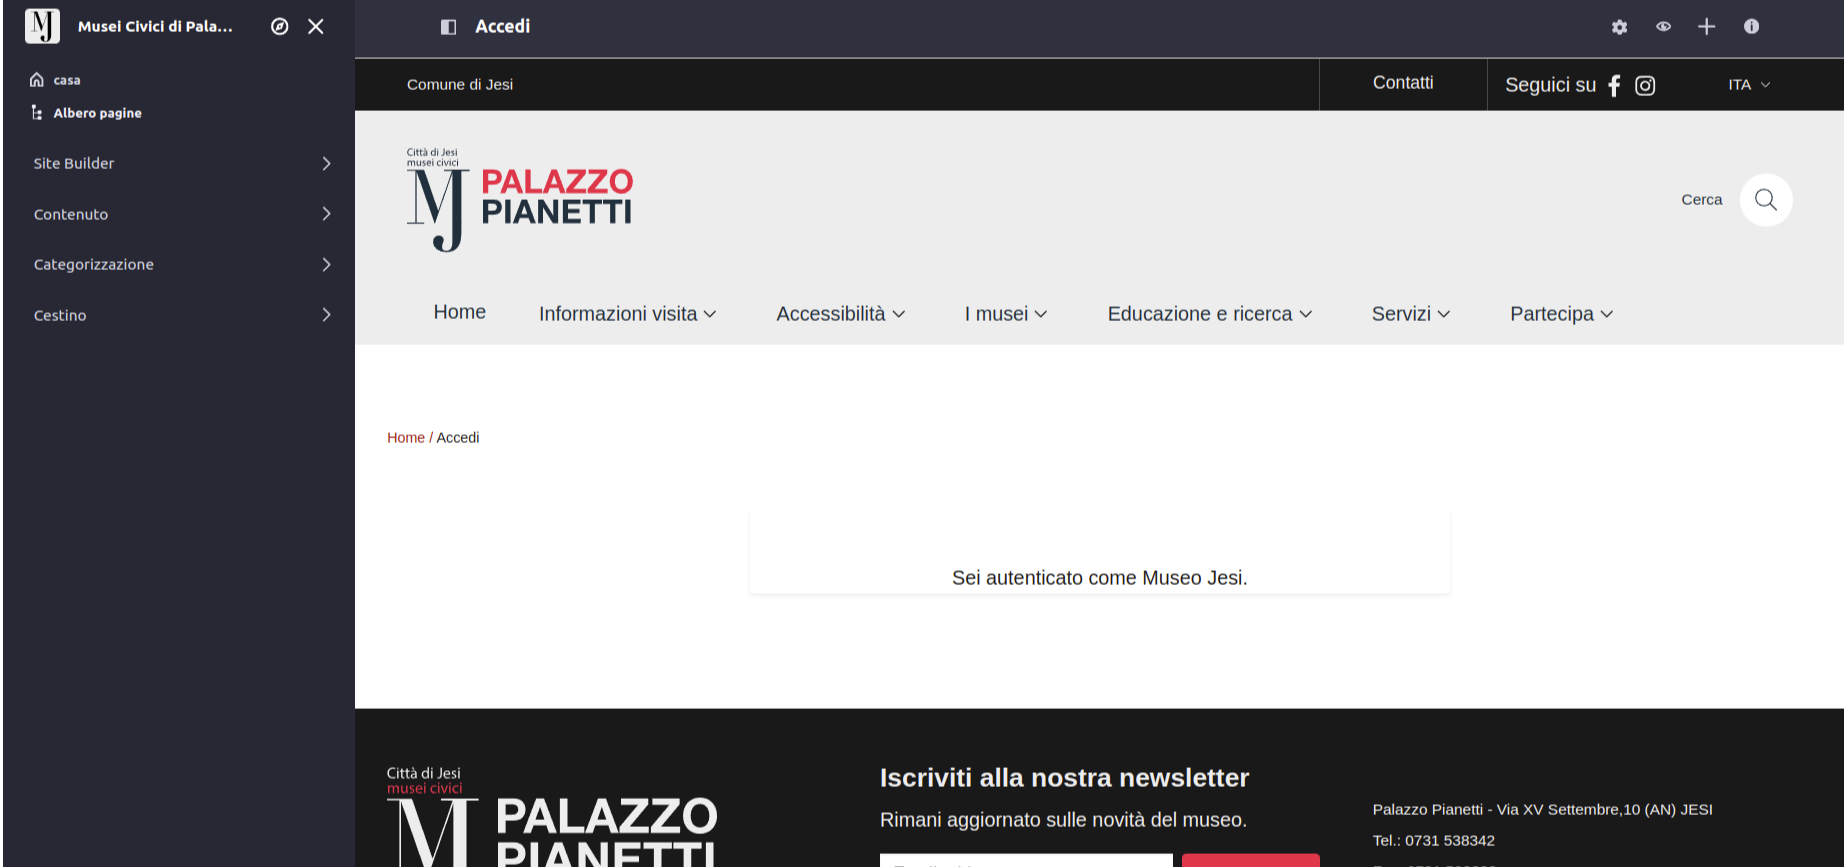 MJ
Musei Civici di Pala...
casa
Albero pagine
Site Builder
Contenuto
Categorizzazione
Cestino
Accedi
Comune di Jesi
Contatti
Seguici su
ITA
Città di Jesi
musei civici
MJ PALAZZO
PIANETTI
Cerca
Home
Informazioni visita
Accessibilità
I musei
Educazione e ricerca
Servizi
Partecipa
Home / Accedi
Sei autenticato come Museo Jesi.
Città di Jesi
musei civici
MJ PALAZZO
PIANETTI
Iscriviti alla nostra newsletter
Rimani aggiornato sulle novità del museo.
Palazzo Pianetti - Via XV Settembre,10 (AN) JESI
Tel.: 0731 538342